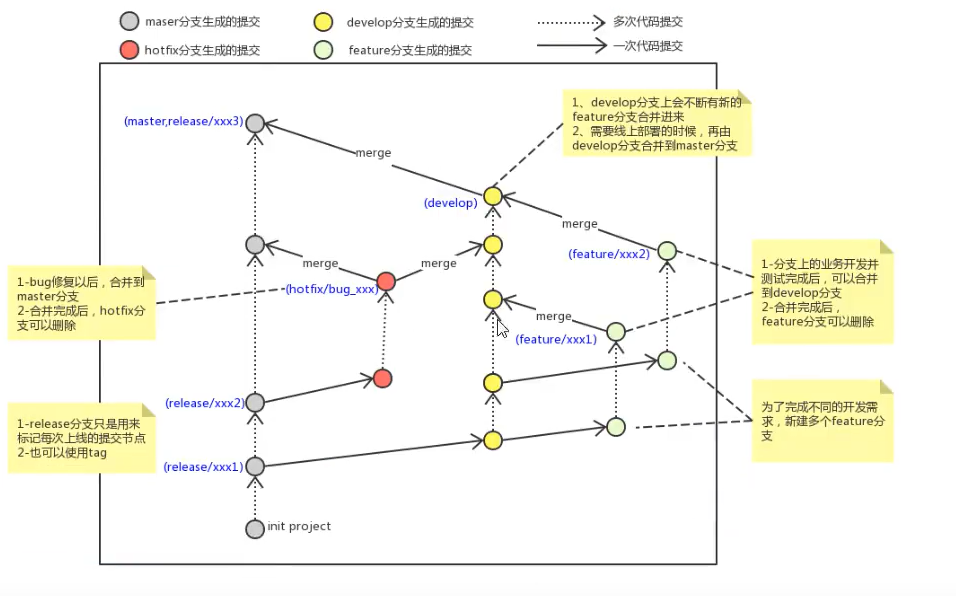 maser分支生成的提交
develop分支生成的提交
多次代码提交
hotfix分支生成的提交
feature分支生成的提交
一次代码提交
1、develop分支上会不断有新的
feature分支合并进来
2、需要线上部署的时候，再由
develop分支合并到master分支
(master,release/xxx3)
merge
(develop)
merge
(feature/xxx2)
merge
merge
1-bug修复以后，合并到
master分支
2-合并完成后，hotfix分
支可以删除
(hotfix/bug_xxx)
1-分支上的业务开发并
测试完成后，可以合并
到develop分支
2-合并完成后，
feature分支可以删除
merge
(feature/xxx1)
(release/xxx2)
1-release分支只是用来
标记每次上线的提交节点
2-也可以使用tag
为了完成不同的开发需
求，新建多个feature分
支
(release/xxx1)
init project